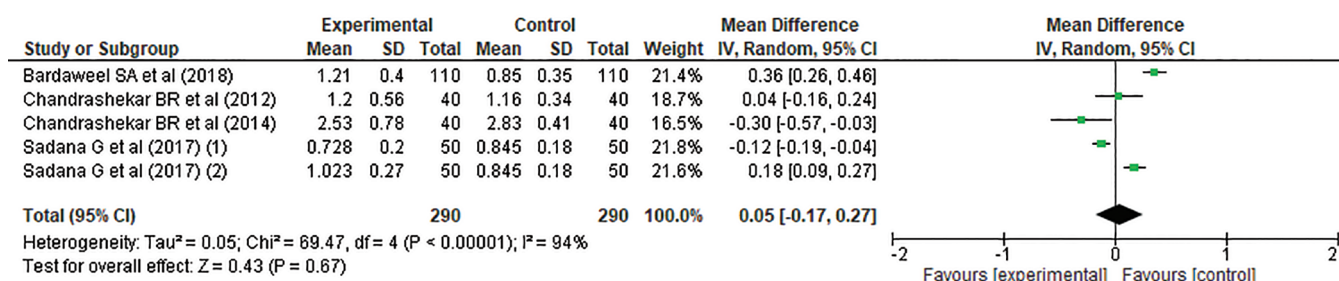 Experimental Control Mean Difference Mean Difference
Study or Subgroup Mean SD Total Mean SD Total Weight IV, Random, 95% CI IV, Random, 95% CI
Bardaweel SA et al (2018) 1.21 0.4 110 0.85 0.35 110 21.4% 0.36 [0.26, 0.46]
Chandrashekar BR et al (2012) 1.2 0.56 40 1.16 0.34 40 18.7% 0.04 [-0.16, 0.24]
Chandrashekar BR et al (2014) 2.53 0.78 40 2.83 0.41 40 16.5% -0.30 [-0.57, -0.03]
Sadana G et al (2017) (1) 0.728 0.2 50 0.845 0.18 50 21.8% -0.12 [-0.19, -0.04]
Sadana G et al (2017) (2) 1.023 0.27 50 0.845 0.18 50 21.6% 0.18 [0.09, 0.27]
Total (95% CI) 290 290 100.0% 0.05 [-0.17, 0.27]
Heterogeneity: Tau² = 0.05; Chi² = 69.47, df = 4 (P < 0.00001); I² = 94%
Test for overall effect: Z = 0.43 (P = 0.67)
-2 -1 0 1 2
Favours [experimental] Favours [control]